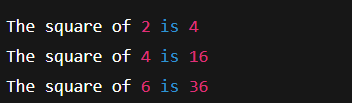 The square of 2 is 4
The square of 4 is 16
The square of 6 is 36